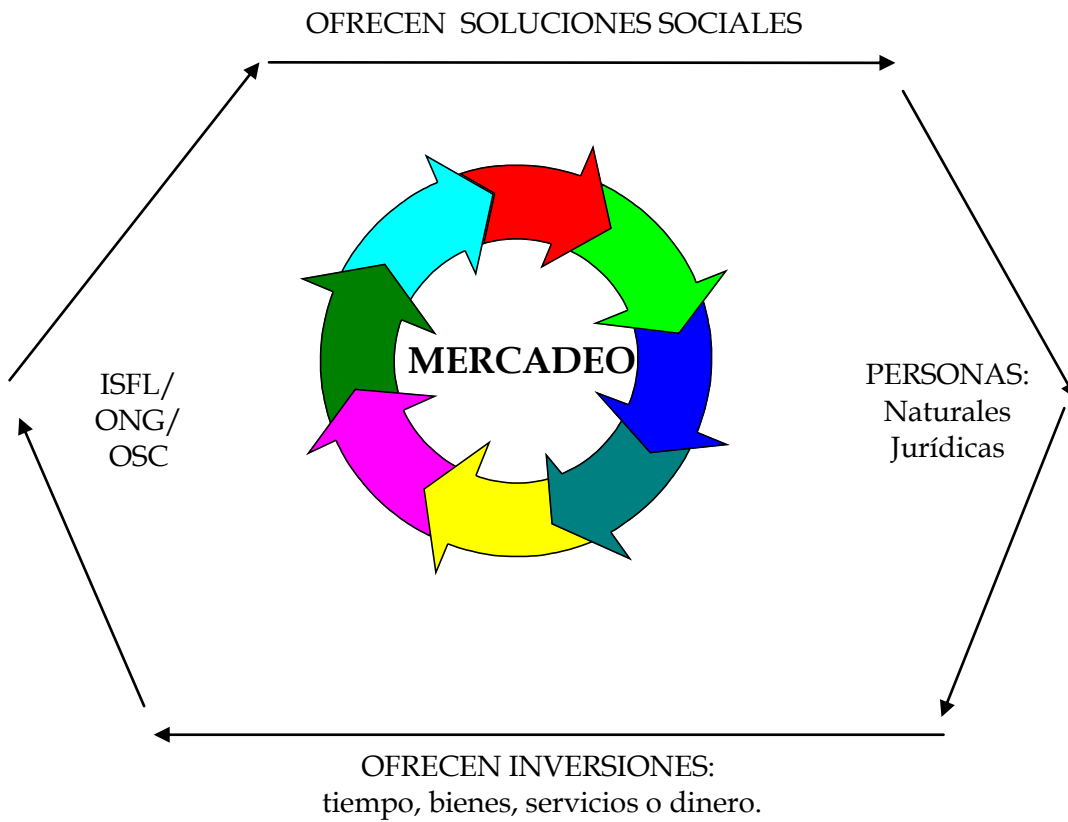 OFRECEN SOLUCIONES SOCIALES
MERCADEO
ISFL/
ONG/
OSC
PERSONAS:
Naturales
Jurídicas
OFRECEN INVERSIONES:
tiempo, bienes, servicios o dinero.